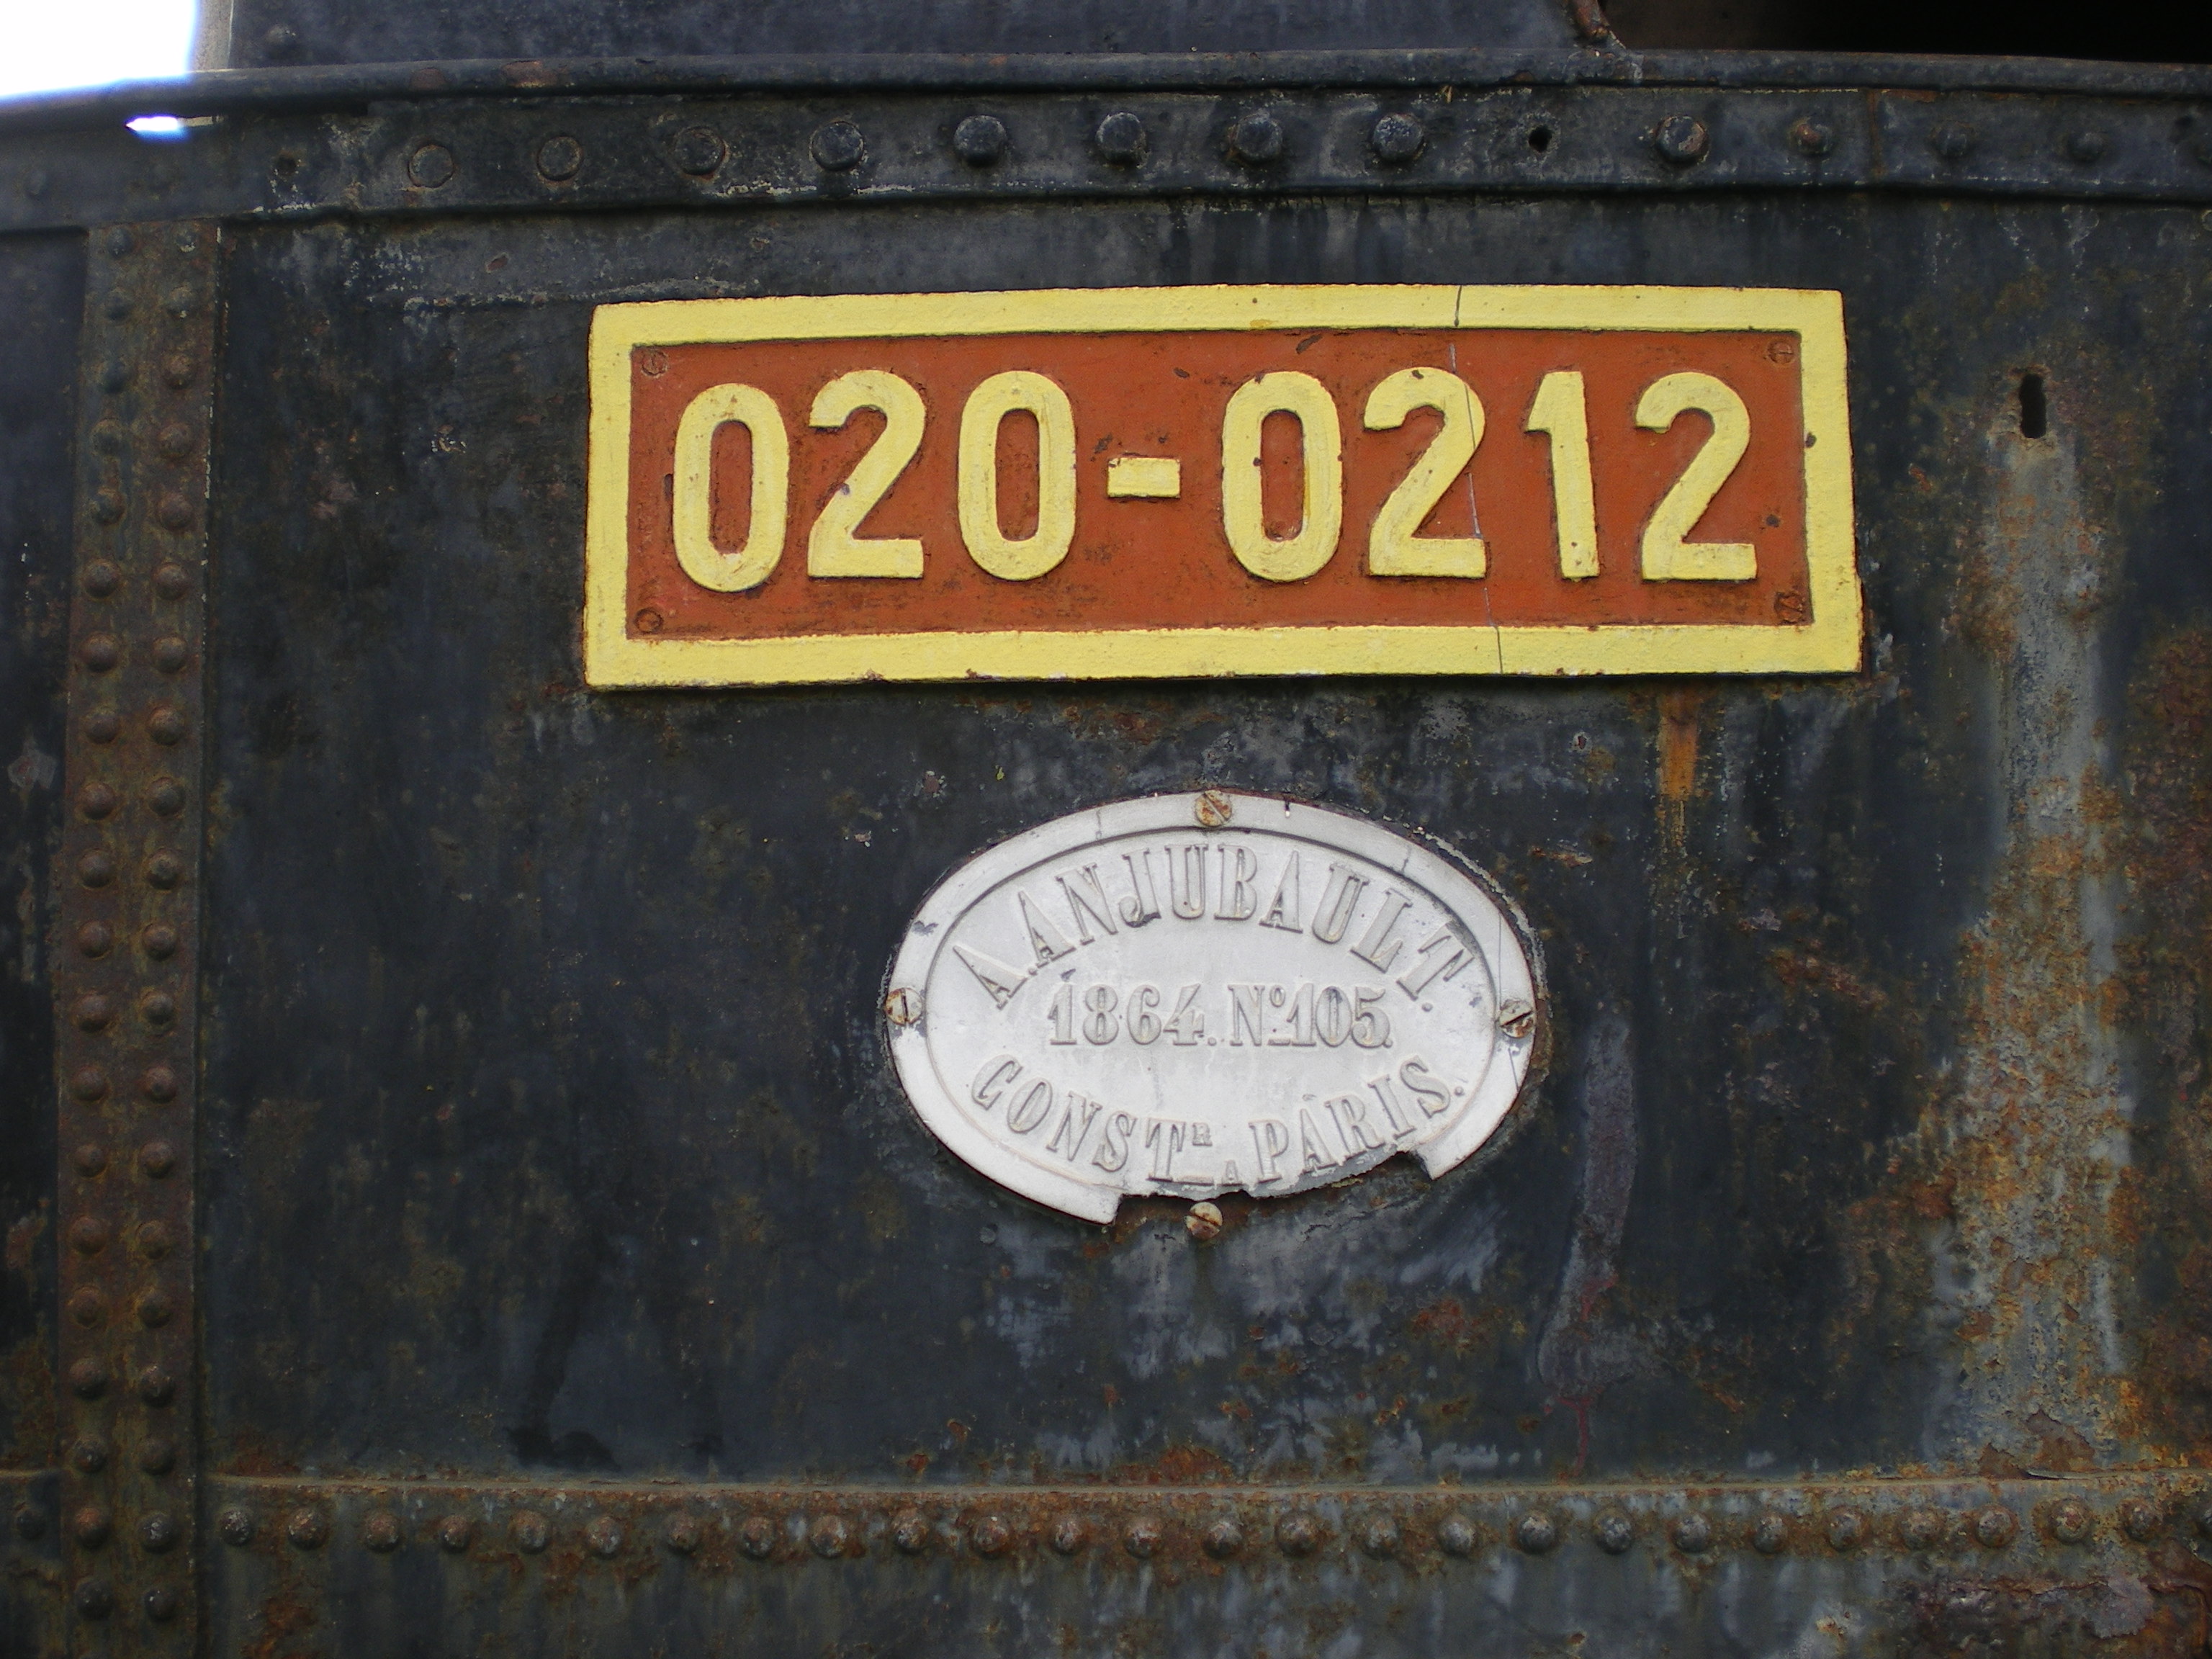 020-0212
A. ANJUBAULT.
1864. Nº 105.
CONSTR A PARIS.